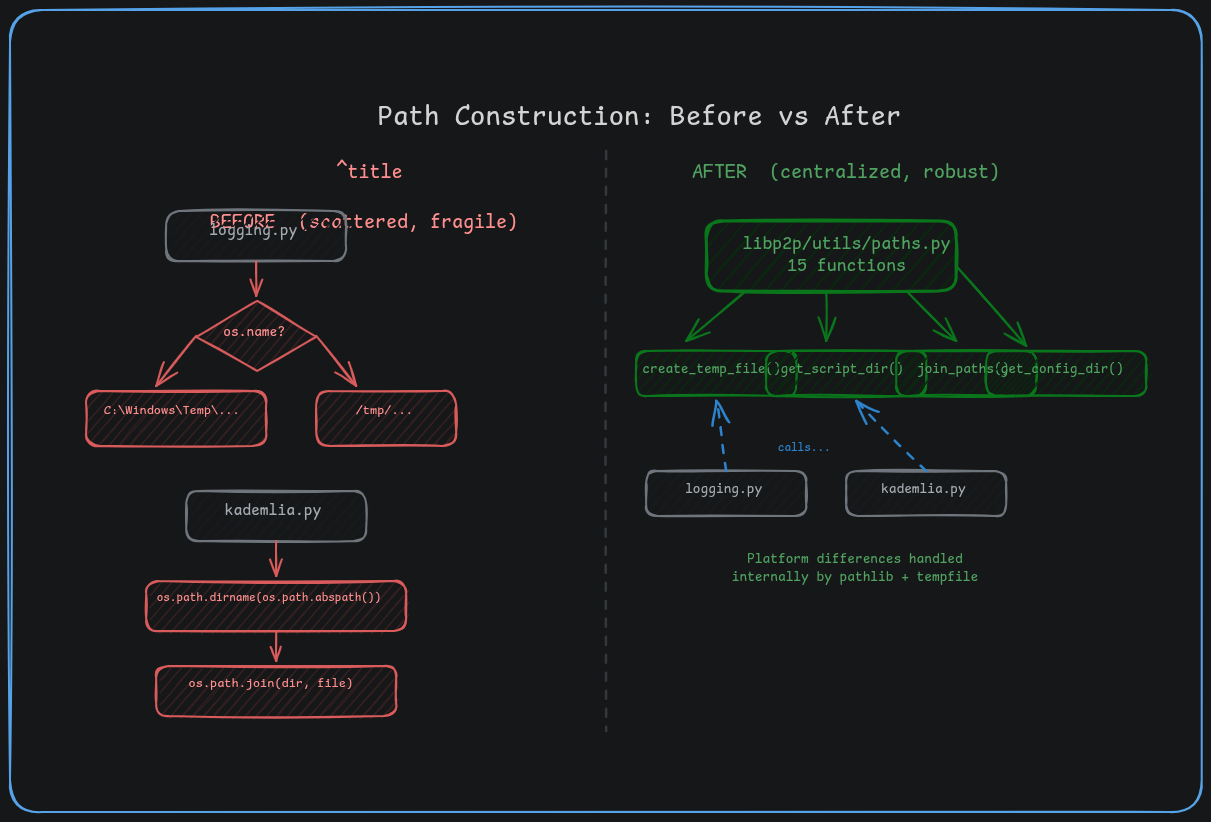 Path Construction: Before vs After
^title
BEFORE  (scattered, fragile)
logging.py
os.name?
C:\Windows\Temp\...
/tmp/...
kademlia.py
os.path.dirname(os.path.abspath())
os.path.join(dir, file)
AFTER  (centralized, robust)
libp2p/utils/paths.py
15 functions
create_temp_file()
get_script_dir()
join_paths()
get_config_dir()
calls...
logging.py
kademlia.py
Platform differences handled
internally by pathlib + tempfile